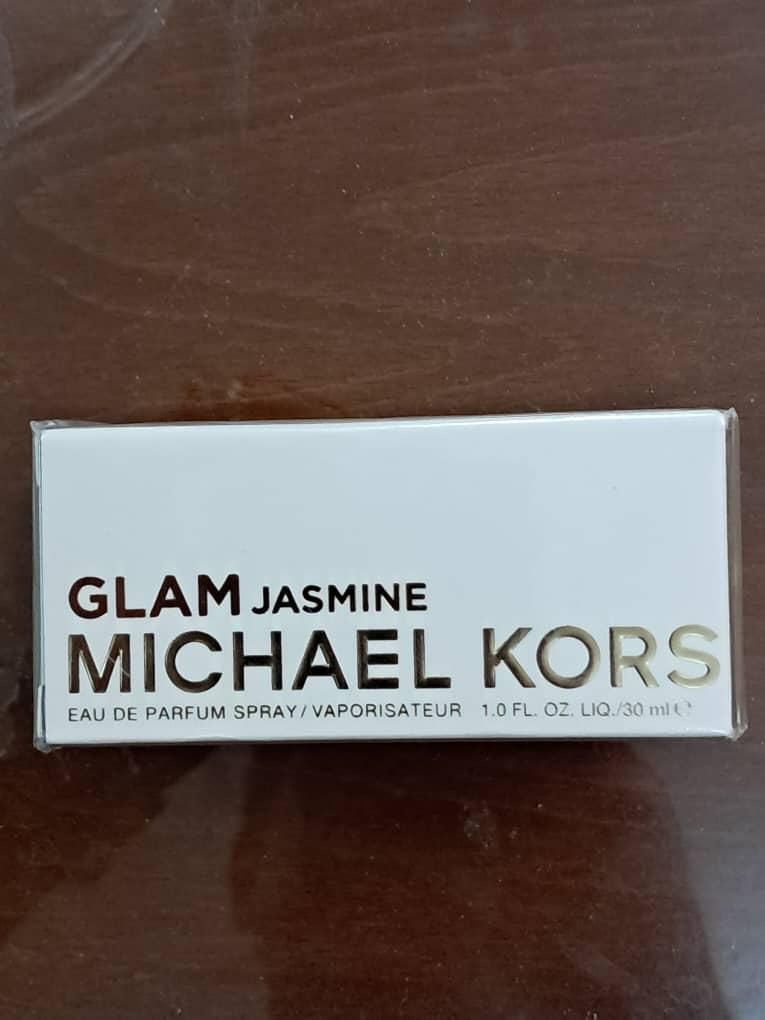 GLAM JASMINE
MICHAEL KORS
EAU DE PARFUM SPRAY/VAPORISATEUR 1.0 FL. OZ. LIQ./30 ml ℮